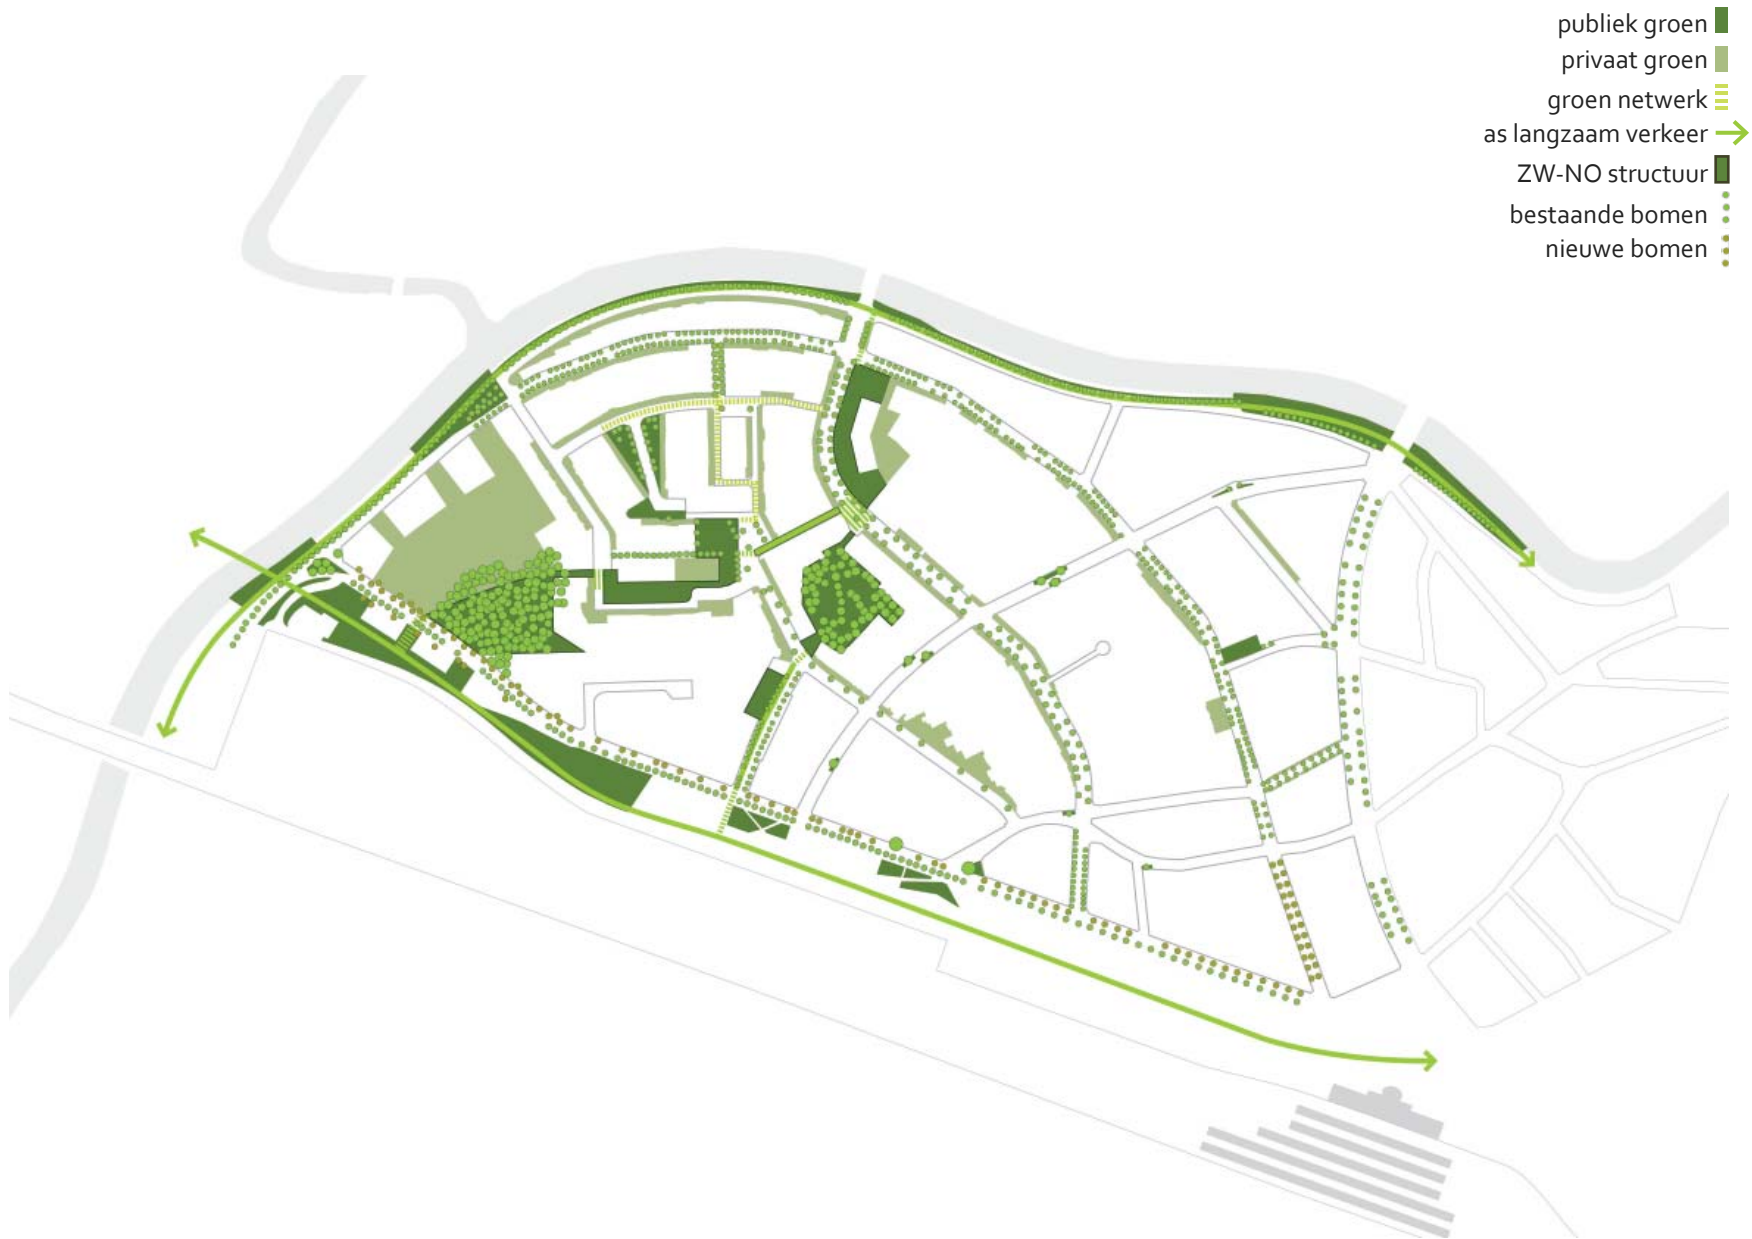 publiek groen
privaat groen
groen netwerk
as langzaam verkeer
ZW-NO structuur
bestaande bomen
nieuwe bomen